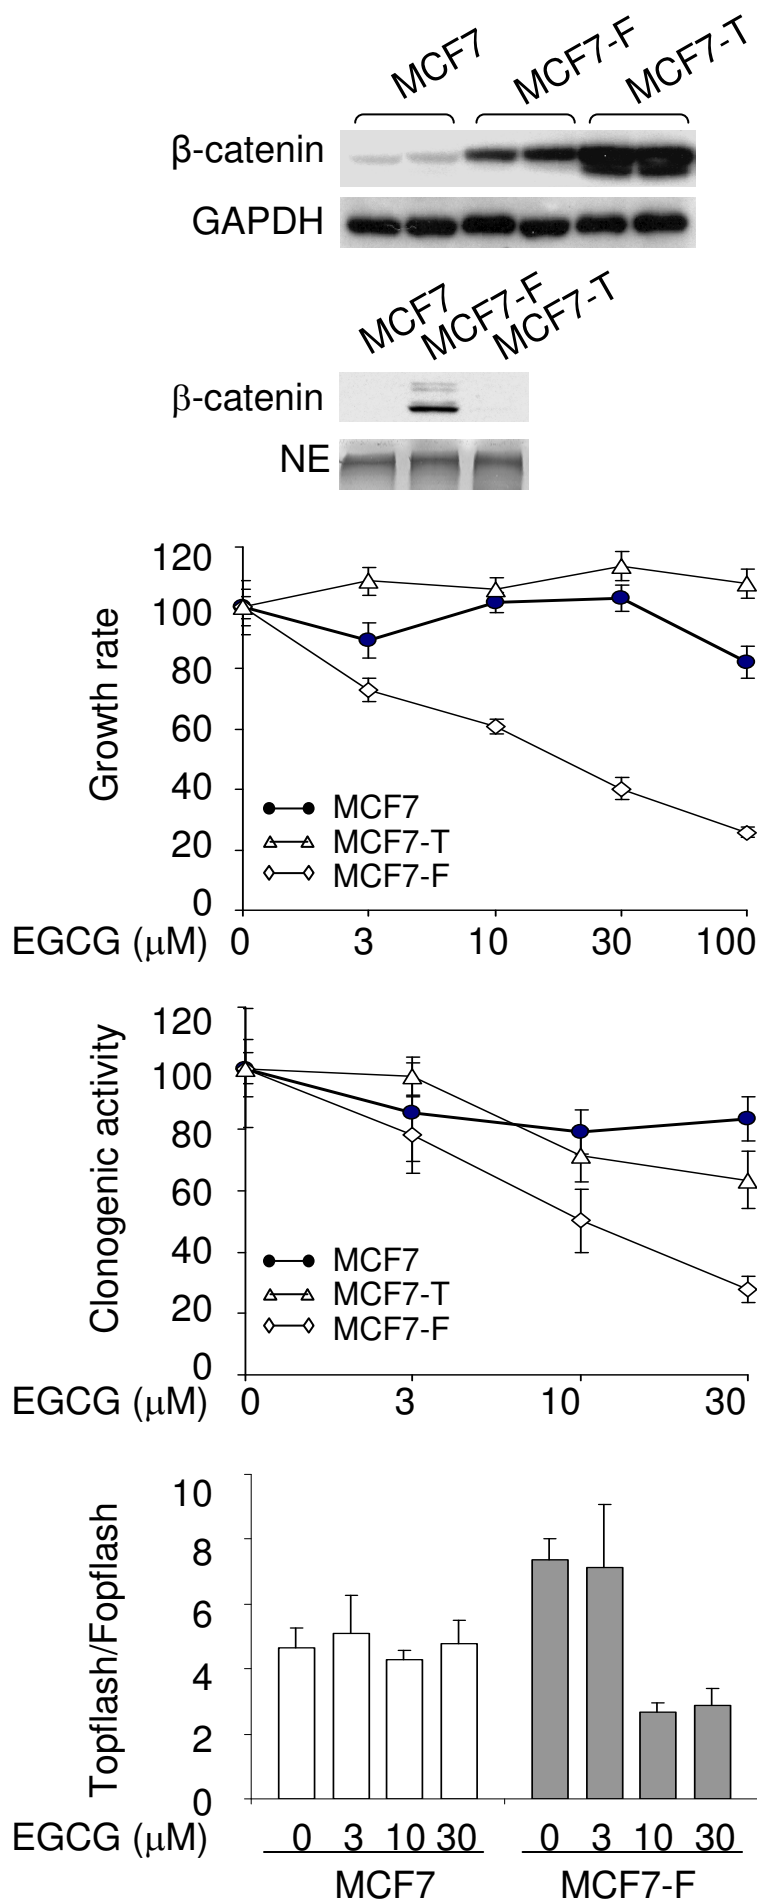 MCF7 MCF7-F MCF7-T
β-catenin
GAPDH
MCF7 MCF7-F MCF7-T
β-catenin
NE
Growth rate
120
100
80
60
40
20
0
MCF7
MCF7-T
MCF7-F
EGCG (μM) 0 3 10 30 100
Clonogenic activity
120
100
80
60
40
20
0
MCF7
MCF7-T
MCF7-F
EGCG (μM) 0 3 10 30
Topflash/Fopflash
10
8
6
4
2
0
EGCG (μM) 0 3 10 30 0 3 10 30
MCF7 MCF7-F